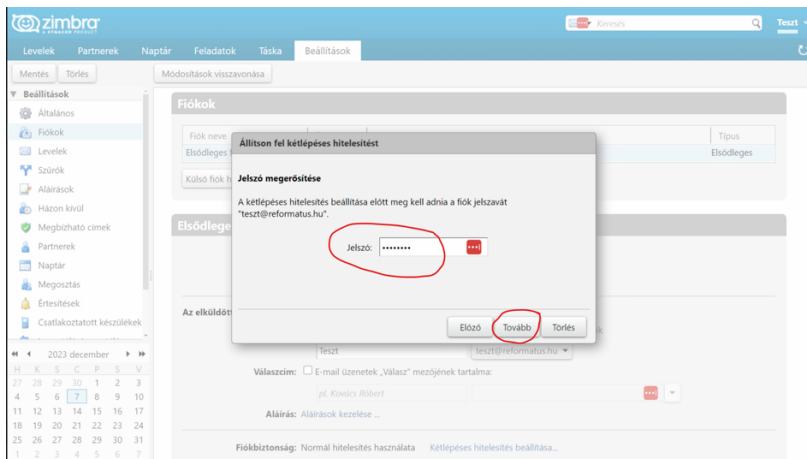 zimbra
A SYNACOR PRODUCT
Keresés
Teszt
Levelek Partnerek Naptár Feladatok Táska Beállítások
Mentés Törlés Módosítások visszavonása
Beállítások
Általános
Fiókok
Levelek
Szűrők
Aláírások
Házon kívül
Megbízható címek
Partnerek
Naptár
Megosztás
Értesítések
Csatlakoztatott készülékek
2023 december
H K S C P S V
27 28 29 30 1 2 3
4 5 6 7 8 9 10
11 12 13 14 15 16 17
18 19 20 21 22 23 24
25 26 27 28 29 30 31
1 2 3 4 5 6 7
Fiókok
Fiók neve Típus
Elsődleges Elsődleges
Külső fiók
Állítson fel kétlépéses hitelesítést
Jelszó megerősítése
A kétlépéses hitelesítés beállítása előtt meg kell adnia a fiók jelszavát
"teszt@reformatus.hu".
Jelszó: ••••••••
Előző Tovább Törlés
Elsődlege
Az elküldött
Teszt teszt@reformatus.hu
Válaszcím: E-mail üzenetek „Válasz" mezőjének tartalma:
pl. Kovács Róbert
Aláírás: Aláírások kezelése ...
Fiókbiztonság: Normál hitelesítés használata Kétlépéses hitelesítés beállítása...